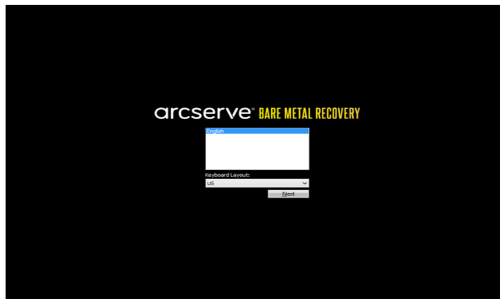 arcserve® BARE METAL RECOVERY
English
Keyboard Layout:
US
Next